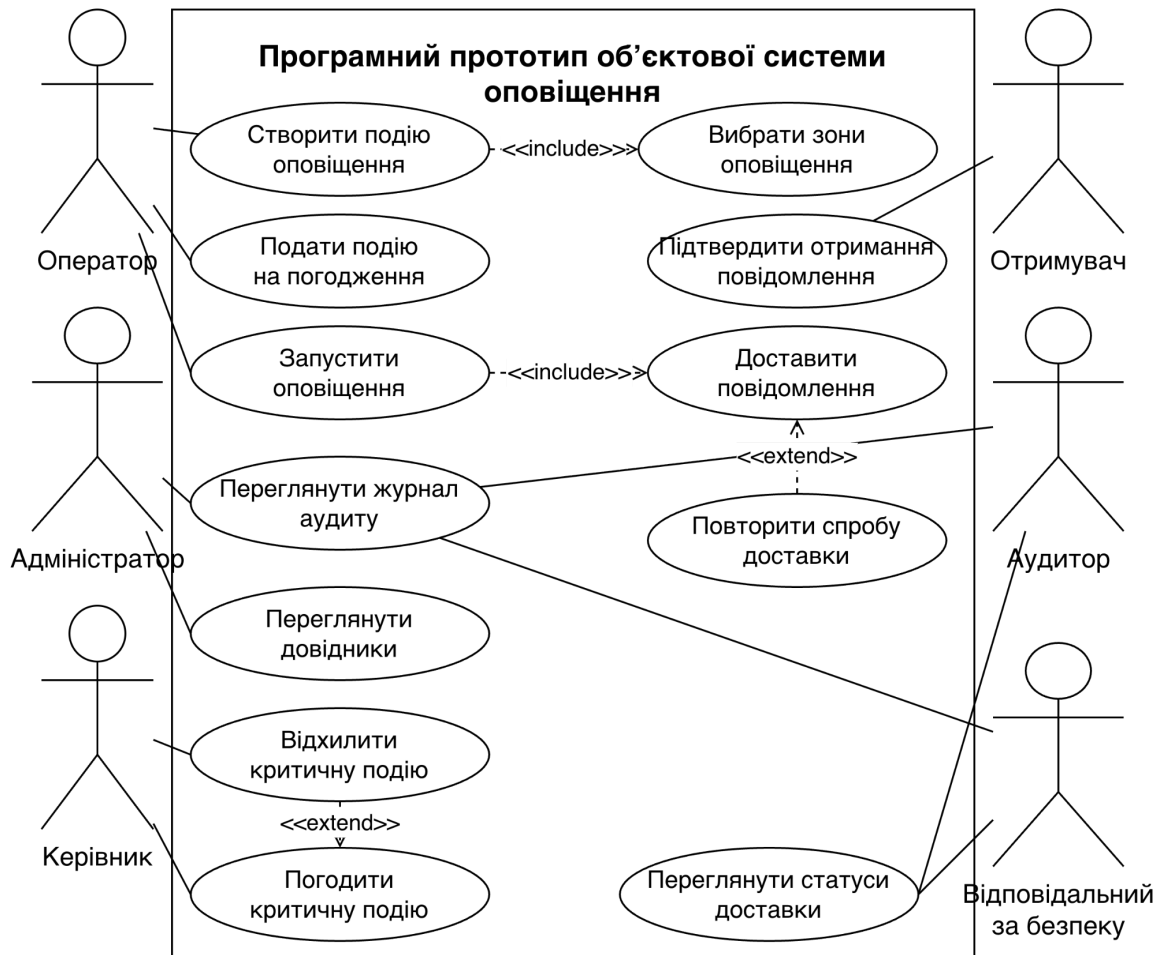 Програмний прототип об’єктової системи
оповіщення
Створити подію
оповіщення
<<include>>
Вибрати зони
оповіщення
Оператор
Подати подію
на погодження
Підтвердити отримання
повідомлення
Отримувач
Запустити
оповіщення
<<include>>
Доставити
повідомлення
<<extend>>
Переглянути журнал
аудиту
Повторити спробу
доставки
Адміністратор
Аудитор
Переглянути
довідники
Відхилити
критичну подію
<<extend>>
Керівник
Погодити
критичну подію
Переглянути статуси
доставки
Відповідальний
за безпеку